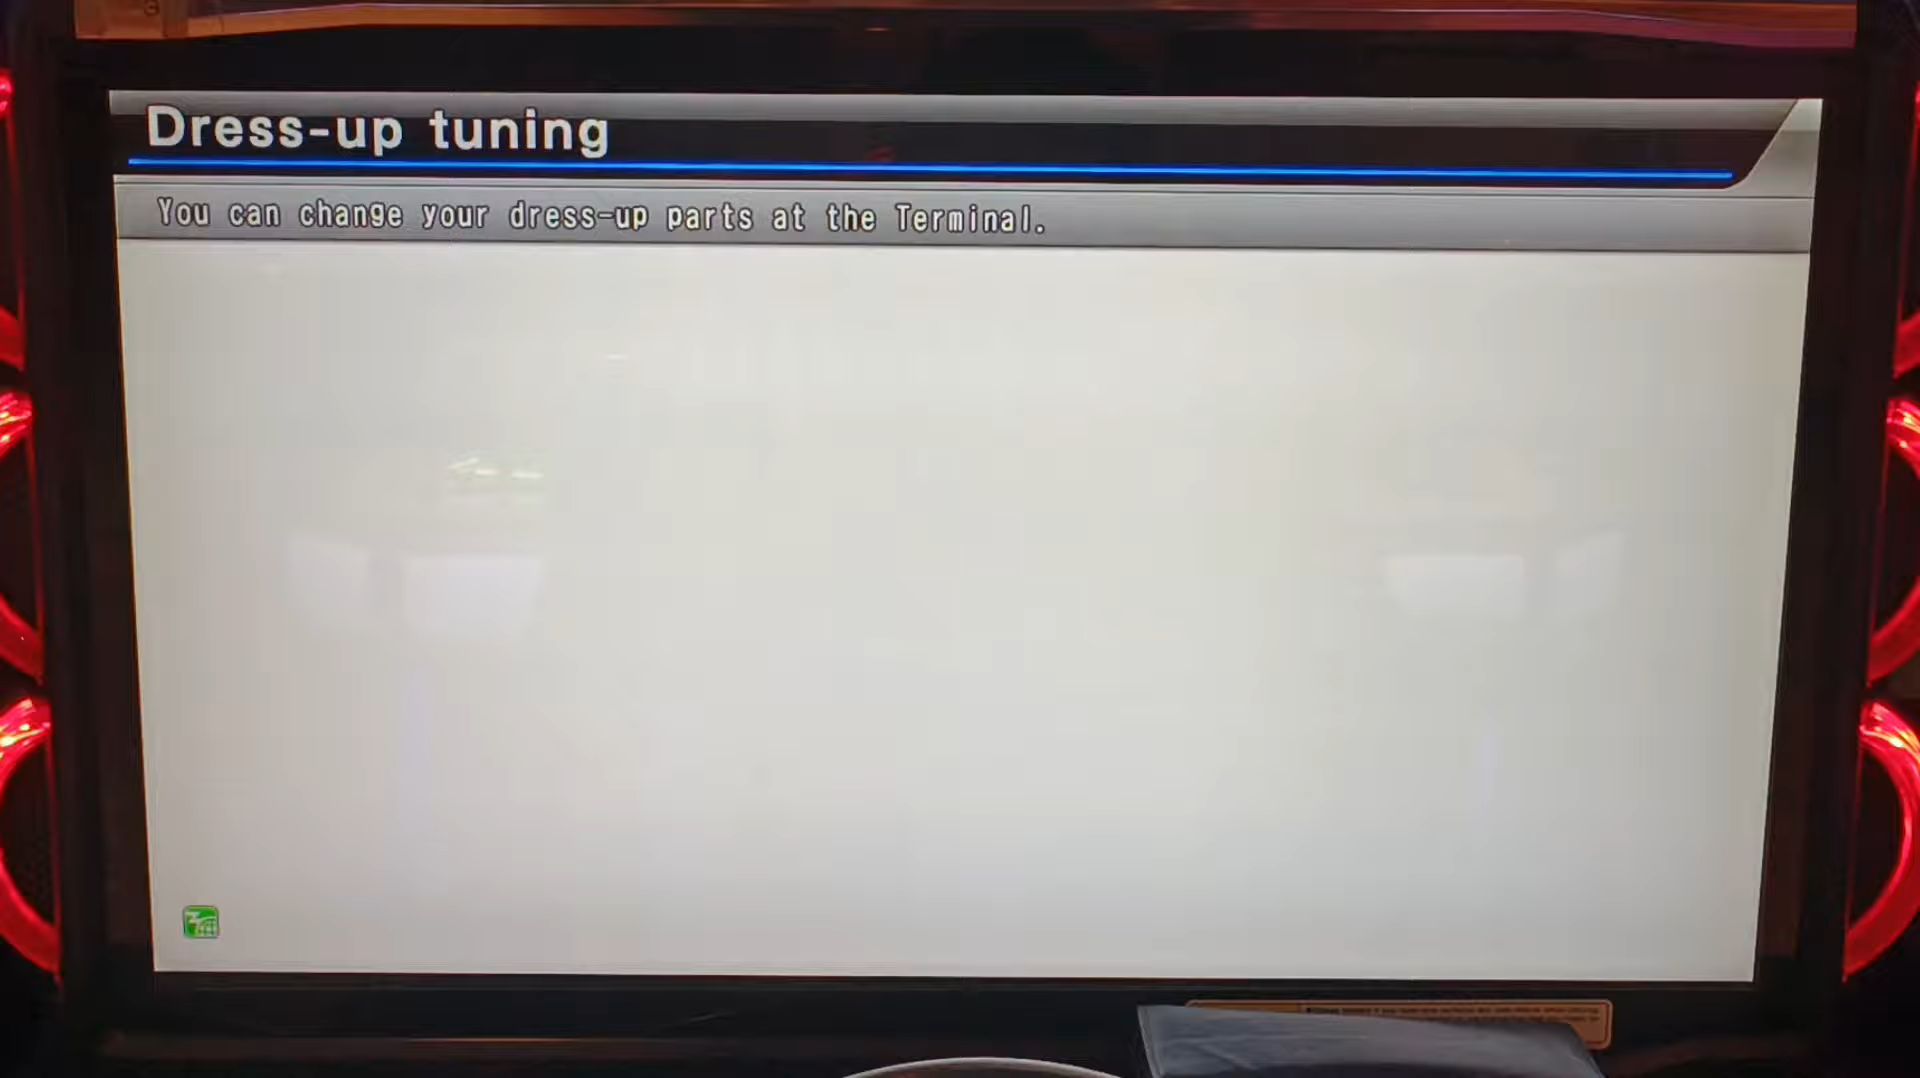 Dress-up tuning
You can change your dress-up parts at the Terminal.